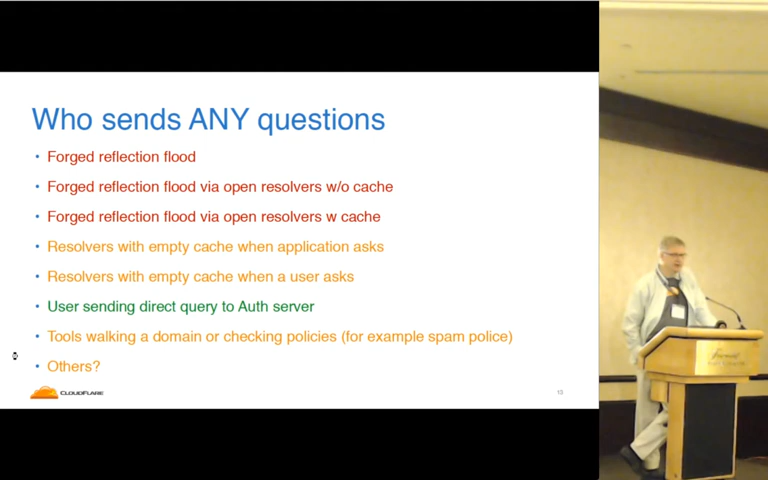 Who sends ANY questions
• Forged reflection flood
• Forged reflection flood via open resolvers w/o cache
• Forged reflection flood via open resolvers w cache
• Resolvers with empty cache when application asks
• Resolvers with empty cache when a user asks
• User sending direct query to Auth server
• Tools walking a domain or checking policies (for example spam police)
• Others?
CLOUDFLARE